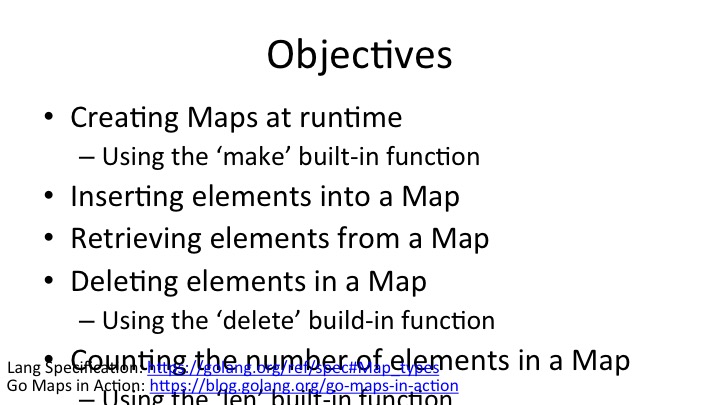 Objectives
• Creating Maps at runtime
– Using the ‘make’ built-in function
• Inserting elements into a Map
• Retrieving elements from a Map
• Deleting elements in a Map
– Using the ‘delete’ build-in function
• Counting the number of elements in a Map
– Using the ‘len’ built-in function
Lang Specification: https://golang.org/ref/spec#Map_types
Go Maps in Action: https://blog.golang.org/go-maps-in-action